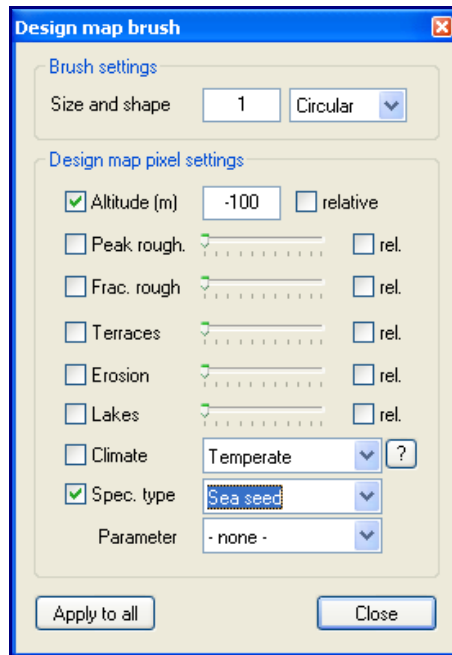 Design map brush
Brush settings
Size and shape 1 Circular
Design map pixel settings
Altitude (m) -100 relative
Peak rough. rel.
Frac. rough rel.
Terraces rel.
Erosion rel.
Lakes rel.
Climate Temperate ?
Spec. type Sea seed
Parameter - none -
Apply to all Close